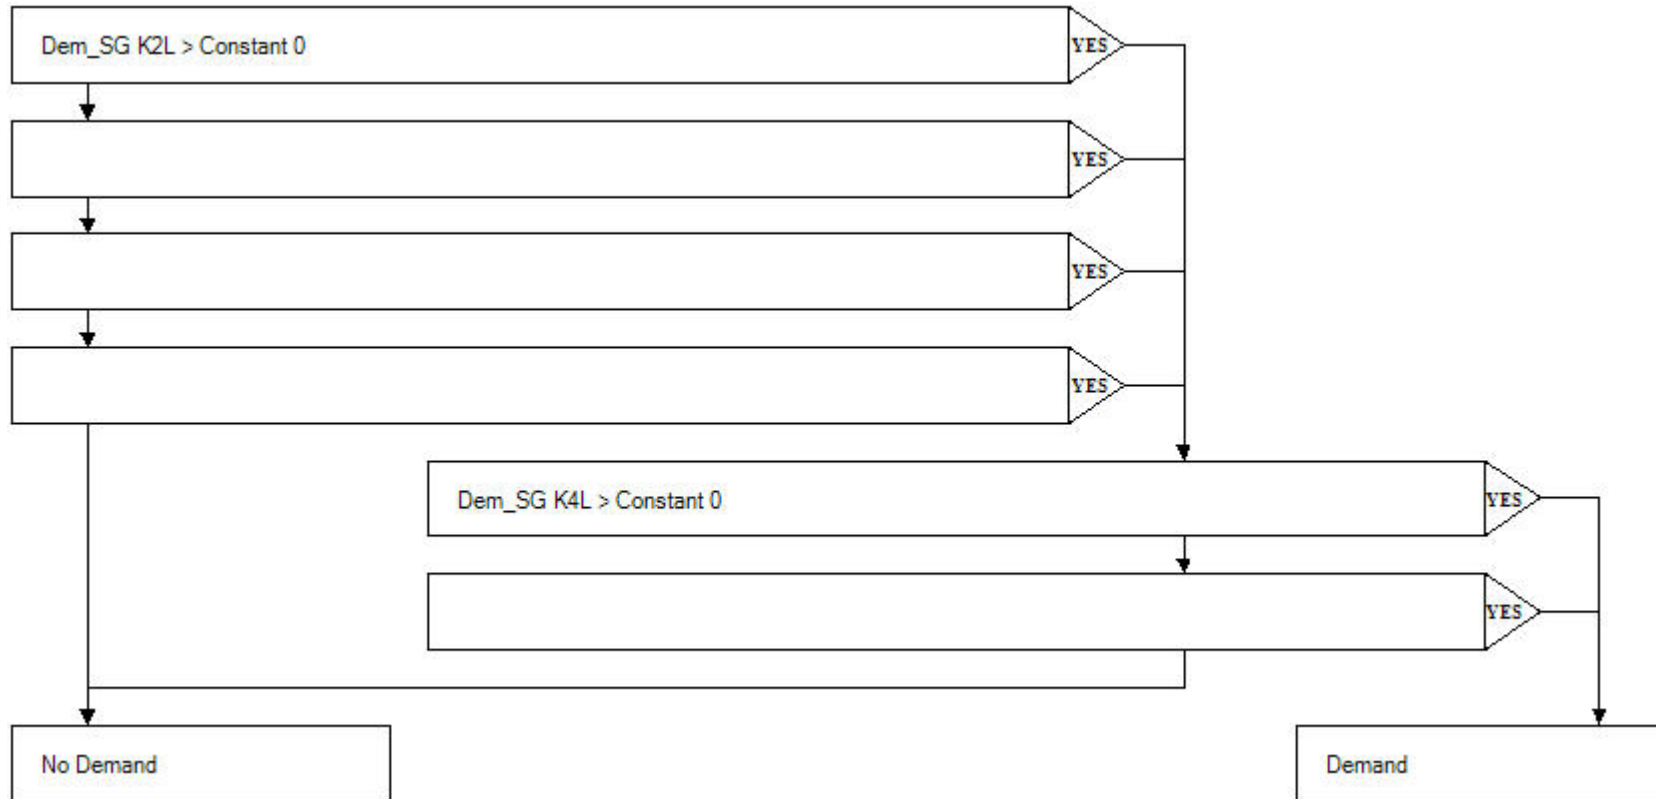 Dem_SG K2L > Constant 0
YES
YES
YES
YES
Dem_SG K4L > Constant 0
YES
YES
No Demand
Demand